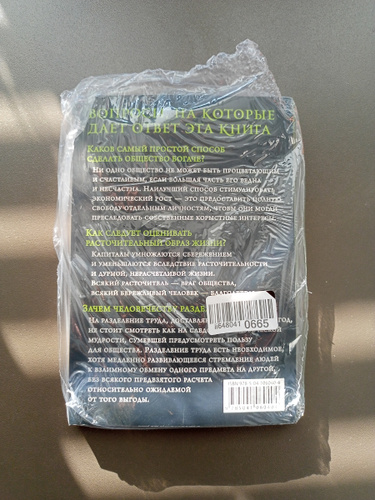 ВОПРОСЫ, НА КОТОРЫЕ
ДАЕТ ОТВЕТ ЭТА КНИГА
КАКОВ САМЫЙ ПРОСТОЙ СПОСОБ
СДЕЛАТЬ ОБЩЕСТВО БОГАЧЕ?
НИ ОДНО ОБЩЕСТВО НЕ МОЖЕТ БЫТЬ ПРОЦВЕТАЮЩИМ
И СЧАСТЛИВЫМ, ЕСЛИ БОЛЬШАЯ ЧАСТЬ ЕГО БЕДНА
И НЕСЧАСТНА. НАИЛУЧШИЙ СПОСОБ СТИМУЛИРОВАТЬ
ЭКОНОМИЧЕСКИЙ РОСТ — ЭТО ПРЕДОСТАВИТЬ ПОЛНУЮ
СВОБОДУ ОТДЕЛЬНЫМ ЛИЧНОСТЯМ, ЧТОБЫ ОНИ МОГЛИ
ПРЕСЛЕДОВАТЬ СОБСТВЕННЫЕ КОРЫСТНЫЕ ИНТЕРЕСЫ.
КАК СЛЕДУЕТ ОЦЕНИВАТЬ
РАСТОЧИТЕЛЬНЫЙ ОБРАЗ ЖИЗНИ?
КАПИТАЛЫ УМНОЖАЮТСЯ СБЕРЕЖЕНИЕМ
И УМЕНЬШАЮТСЯ ВСЛЕДСТВИЕ РАСТОЧИТЕЛЬНОСТИ
И ДУРНОЙ, НЕРАСЧЕТЛИВОЙ ЖИЗНИ.
ВСЯКИЙ РАСТОЧИТЕЛЬ — ВРАГ ОБЩЕСТВА,
ВСЯКИЙ БЕРЕЖЛИВЫЙ ЧЕЛОВЕК —
ЗАЧЕМ ЧЕЛОВЕЧЕСТВУ
НА РАЗДЕЛЕНИЕ ТРУДА,
НЕ СТОИТ СМОТРЕТЬ КАК НА
МУДРОСТИ, СУМЕВШЕЙ ПРЕДУСМОТРЕТЬ ПОЛЬЗУ
ДЛЯ ОБЩЕСТВА. РАЗДЕЛЕНИЕ ТРУДА ЕСТЬ НЕОБХОДИМОЕ,
ХОТЯ МЕДЛЕННО РАЗВИВАЮЩЕЕСЯ СТРЕМЛЕНИЕ ЛЮДЕЙ
К ВЗАИМНОМУ ОБМЕНУ ОДНОГО ПРЕДМЕТА НА ДРУГОЙ,
БЕЗ ВСЯКОГО ПРЕДВЗЯТОГО РАСЧЕТА
ОТНОСИТЕЛЬНО ОЖИДАЕМОЙ
ОТ ТОГО ВЫГОДЫ.
8648041 0665